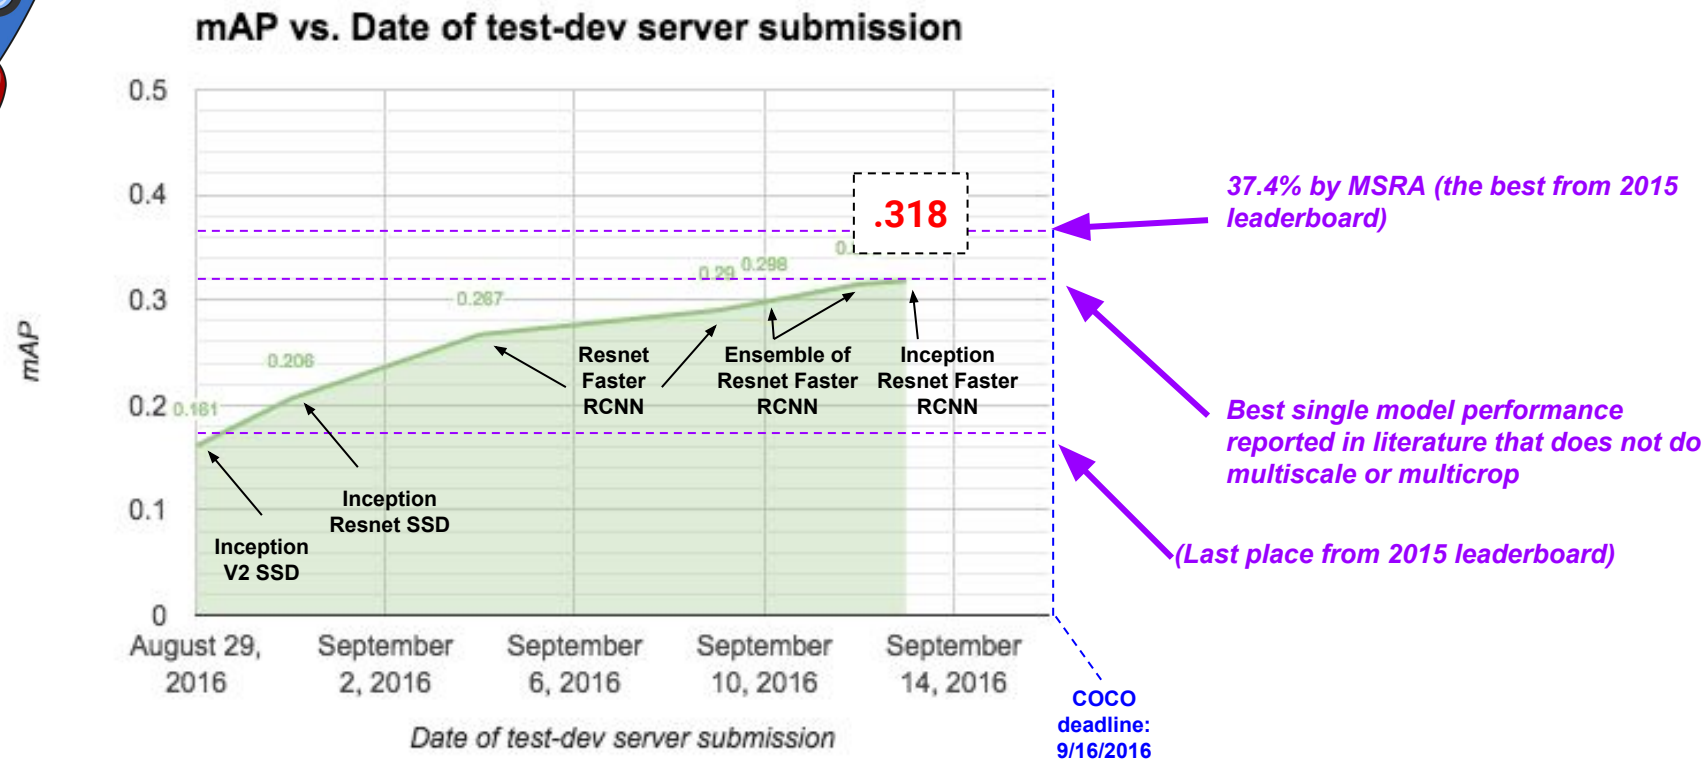 mAP vs. Date of test-dev server submission
0.5
0.4
0.3
0.2
0.1
0
mAP
0.161
0.206
0.267
0.29
0.298
.318
Inception
V2 SSD
Inception
Resnet SSD
Resnet
Faster
RCNN
Ensemble of
Resnet Faster
RCNN
Inception
Resnet Faster
RCNN
37.4% by MSRA (the best from 2015
leaderboard)
Best single model performance
reported in literature that does not do
multiscale or multicrop
(Last place from 2015 leaderboard)
August 29,
2016
September
2, 2016
September
6, 2016
September
10, 2016
September
14, 2016
COCO
deadline:
9/16/2016
Date of test-dev server submission